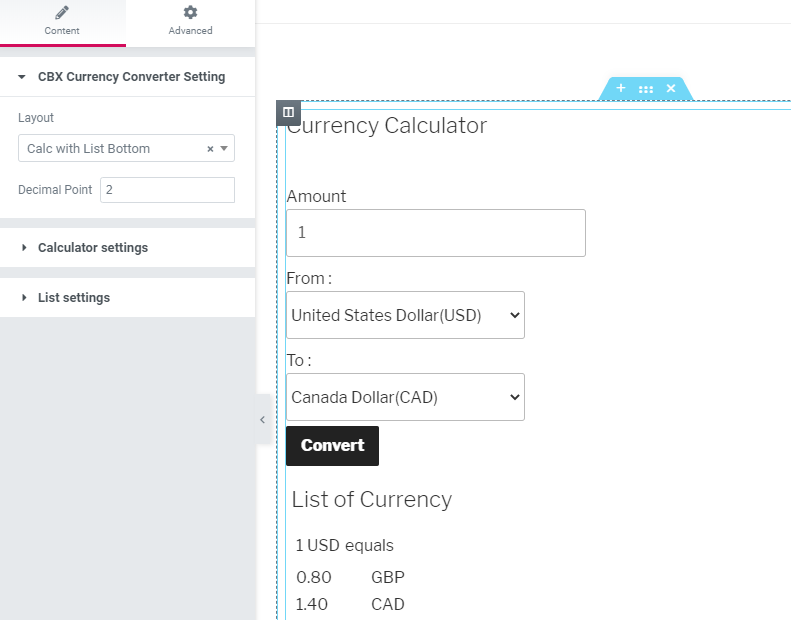 Content
Advanced
CBX Currency Converter Setting
Layout
Calc with List Bottom
Decimal Point 2
Calculator settings
List settings
Currency Calculator
Amount
1
From :
United States Dollar(USD)
To :
Canada Dollar(CAD)
Convert
List of Currency
1 USD equals
0.80 GBP
1.40 CAD